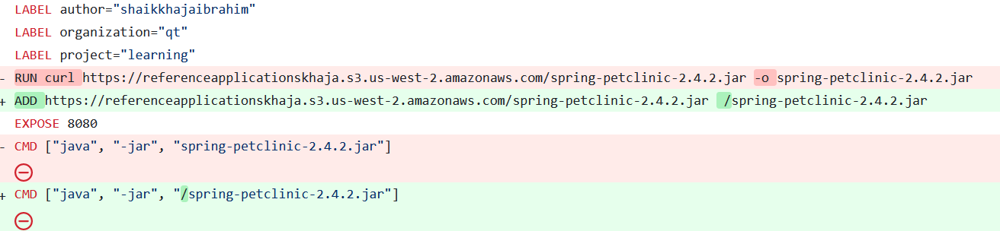 LABEL author="shaikkhajaibrahim"
LABEL organization="qt"
LABEL project="learning"
- RUN curl https://referenceapplicationskhaja.s3.us-west-2.amazonaws.com/spring-petclinic-2.4.2.jar -o spring-petclinic-2.4.2.jar
+ ADD https://referenceapplicationskhaja.s3.us-west-2.amazonaws.com/spring-petclinic-2.4.2.jar  /spring-petclinic-2.4.2.jar
EXPOSE 8080
- CMD ["java", "-jar", "spring-petclinic-2.4.2.jar"]
+ CMD ["java", "-jar", "/spring-petclinic-2.4.2.jar"]